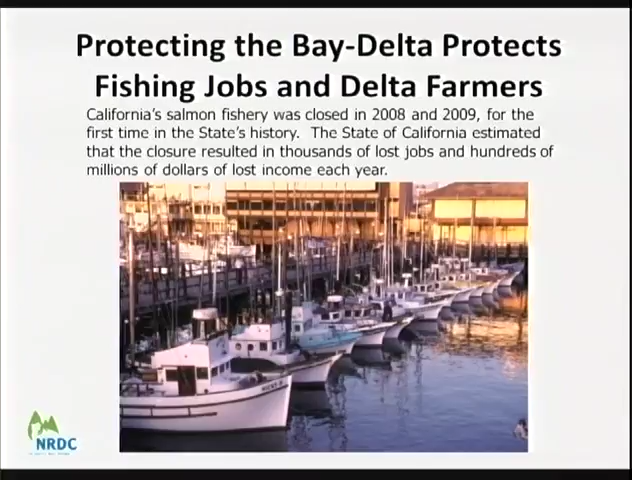 Protecting the Bay-Delta Protects
Fishing Jobs and Delta Farmers
California's salmon fishery was closed in 2008 and 2009, for the
first time in the State's history.  The State of California estimated
that the closure resulted in thousands of lost jobs and hundreds of
millions of dollars of lost income each year.
NRDC